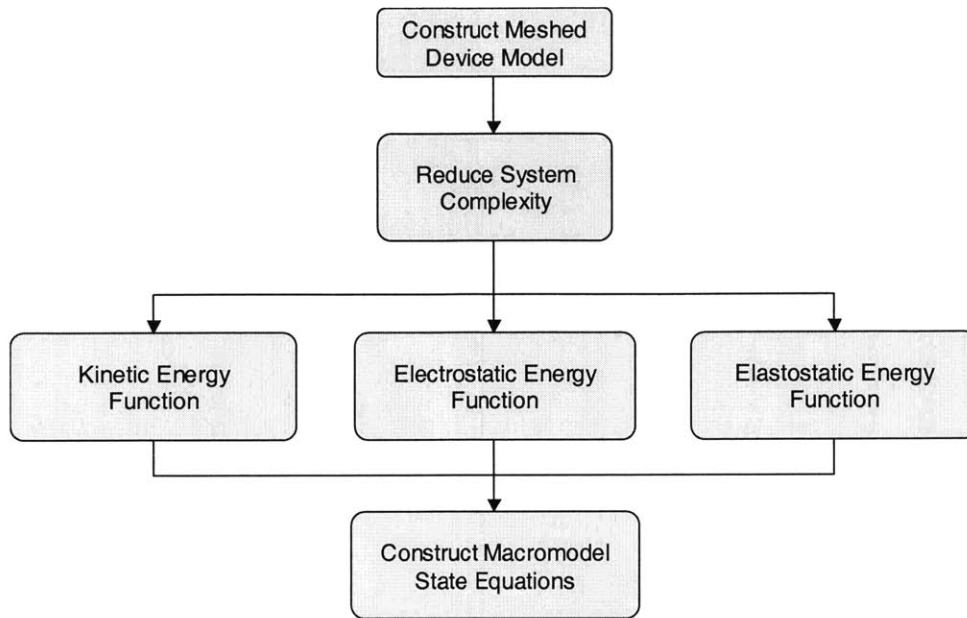 Construct Meshed
Device Model
Reduce System
Complexity
Kinetic Energy
Function
Electrostatic Energy
Function
Elastostatic Energy
Function
Construct Macromodel
State Equations